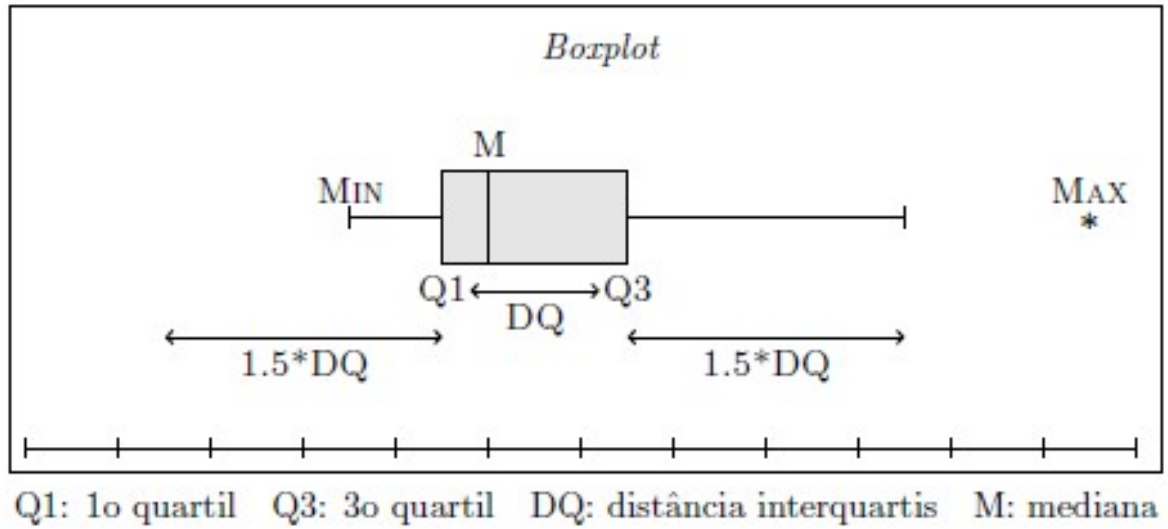 Boxplot
M
MIN
MAX
*
Q1
Q3
DQ
1.5*DQ
1.5*DQ
Q1: 1o quartil Q3: 3o quartil DQ: distância interquartis M: mediana